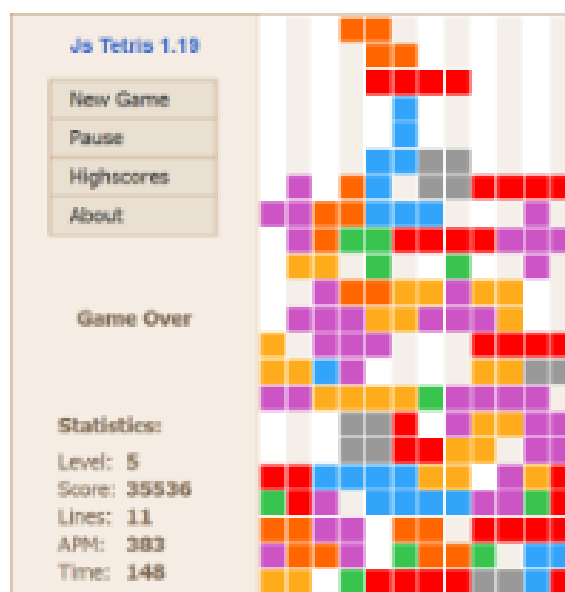 Js Tetris 1.19
New Game
Pause
Highscores
About
Game Over
Statistics:
Level: 5
Score: 35536
Lines: 11
APM: 383
Time: 148